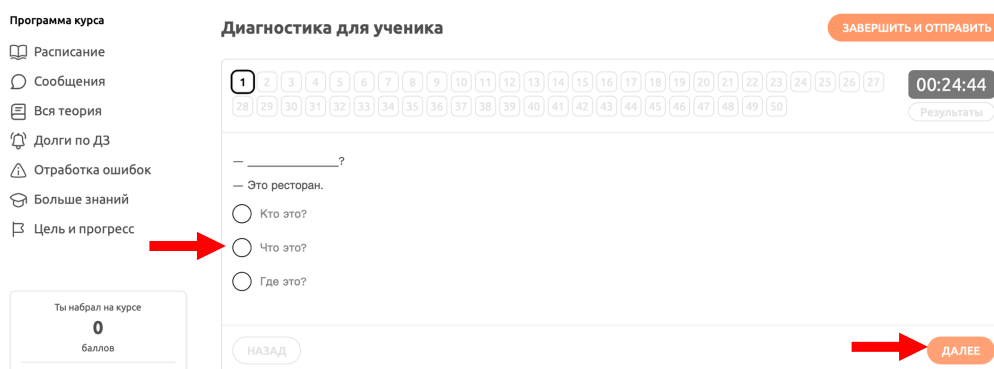 Программа курса
Расписание
Сообщения
Вся теория
Долги по ДЗ
Отработка ошибок
Больше знаний
Цель и прогресс
Ты набрал на курсе
0
баллов
Диагностика для ученика
ЗАВЕРШИТЬ И ОТПРАВИТЬ
1 2 3 4 5 6 7 8 9 10 11 12 13 14 15 16 17 18 19 20 21 22 23 24 25 26 27
28 29 30 31 32 33 34 35 36 37 38 39 40 41 42 43 44 45 46 47 48 49 50
00:24:44
Результаты
— _______________?
— Это ресторан.
Кто это?
Что это?
Где это?
НАЗАД
ДАЛЕЕ